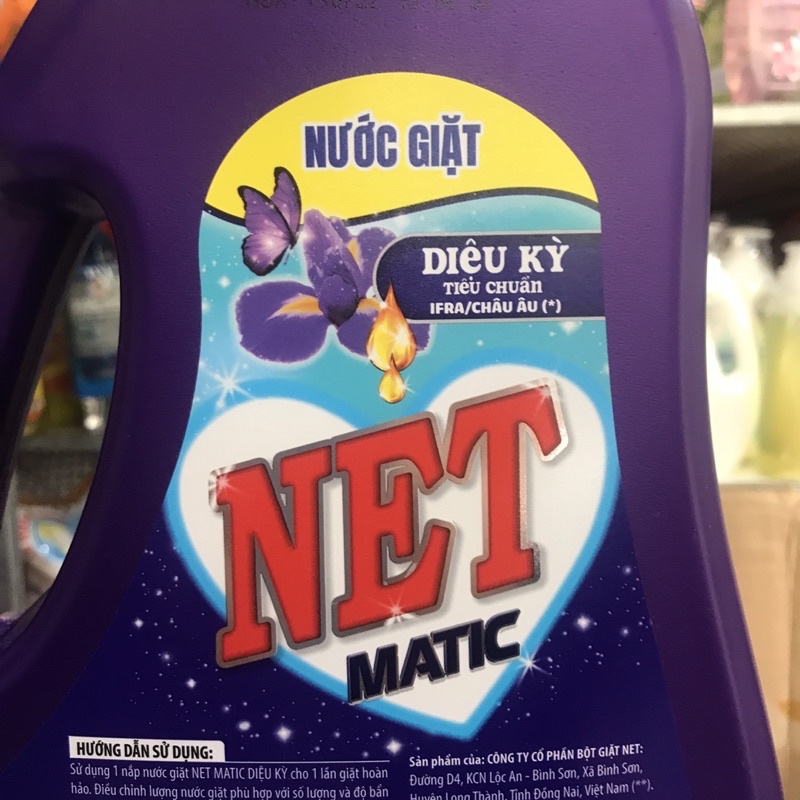 NƯỚC GIẶT
DIỆU KỲ
TIÊU CHUẨN
IFRA/CHÂU ÂU (*)
NET
MATIC
HƯỚNG DẪN SỬ DỤNG:
Sử dụng 1 nắp nước giặt NET MATIC DIỆU KỲ cho 1 lần giặt hoàn
hảo. Điều chỉnh lượng nước giặt phù hợp với số lượng và độ bẩn
Sản phẩm của: CÔNG TY CỔ PHẦN BỘT GIẶT NET:
Đường D4, KCN Lộc An - Bình Sơn, Xã Bình Sơn,
Huyện Long Thành, Tỉnh Đồng Nai, Việt Nam (**).